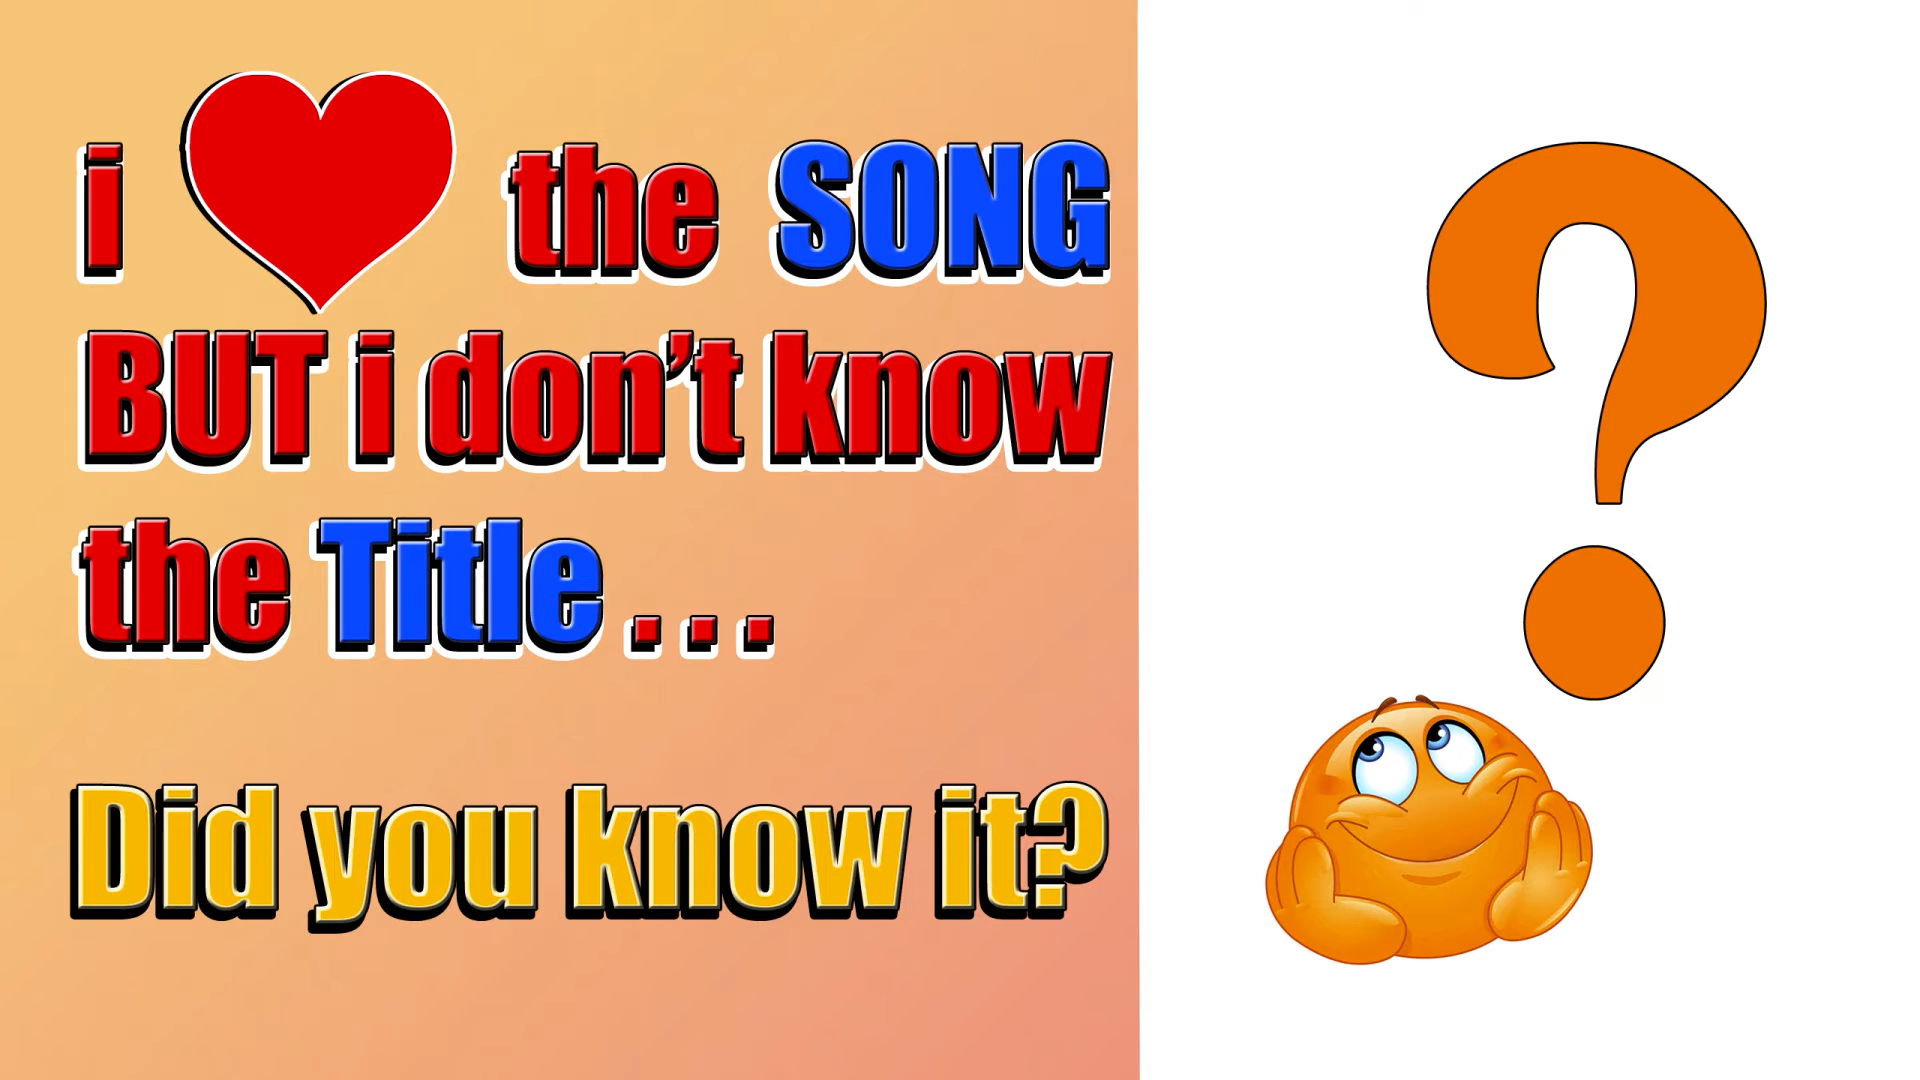 i the SONG
BUT i don't know
the Title...
Did you know it?
?